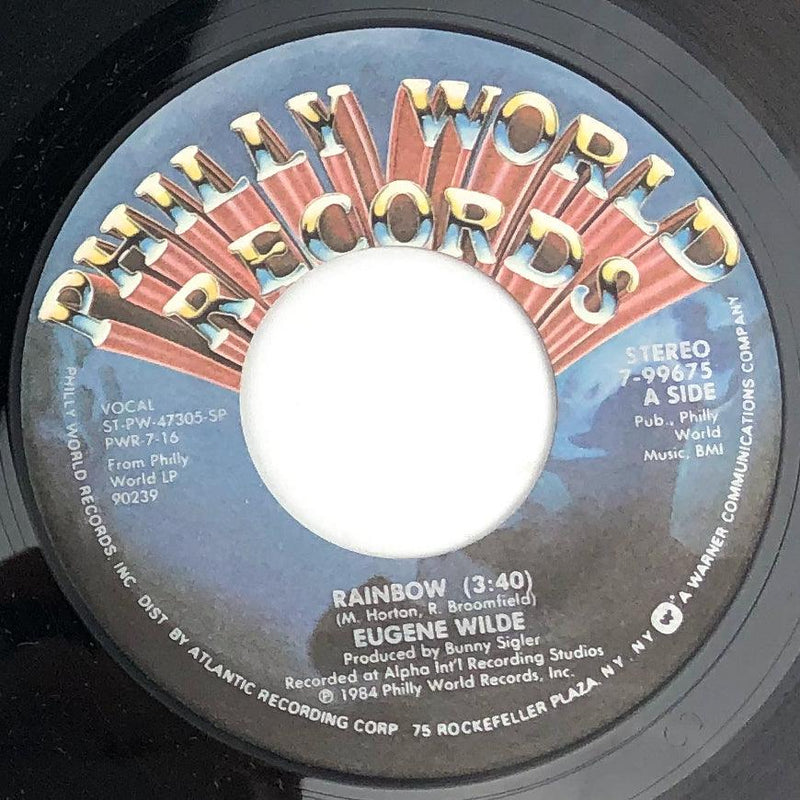 PHILLY WORLD
RECORDS
STEREO
7-99675
A SIDE
Pub., Philly
World
Music, BMI
VOCAL
ST-PW-47305-SP
PWR-7-16
From Philly
World LP
90239
RAINBOW (3:40)
(M. Horton, R. Broomfield)
EUGENE WILDE
Produced by Bunny Sigler
Recorded at Alpha Int'l Recording Studios
℗ 1984 Philly World Records, Inc.
PHILLY WORLD RECORDS, INC. DIST BY ATLANTIC RECORDING CORP 75 ROCKEFELLER PLAZA, NY, NY W A WARNER COMMUNICATIONS COMPANY